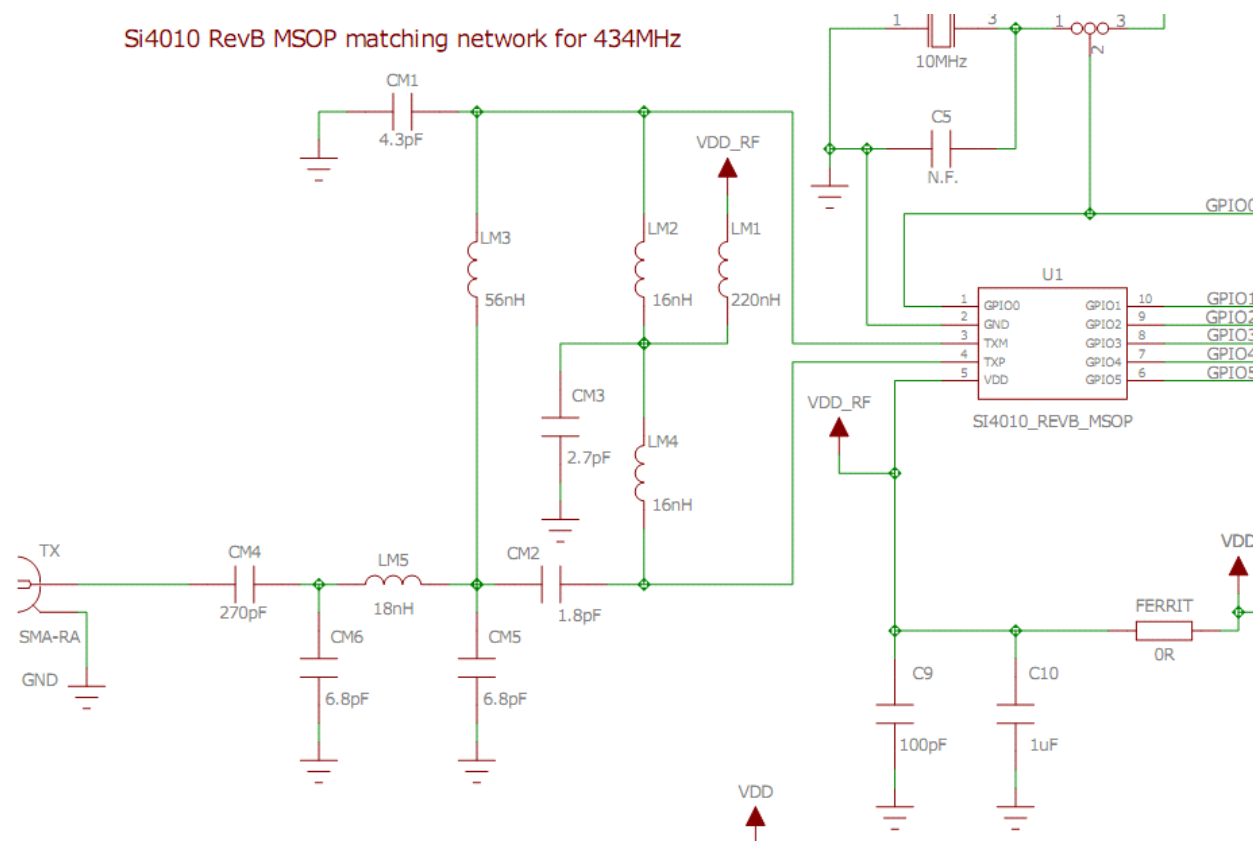 Si4010 RevB MSOP matching network for 434MHz
1
3
1
3
2
10MHz
CM1
4.3pF
C5
N.F.
VDD_RF
LM3
56nH
LM2
16nH
LM1
220nH
GPIO0
U1
1 GPIO0 GPIO1 10 GPIO1
2 GND GPIO2 9 GPIO2
3 TXM GPIO3 8 GPIO3
4 TXP GPIO4 7 GPIO4
5 VDD GPIO5 6 GPIO5
SI4010_REVB_MSOP
CM3
2.7pF
VDD_RF
LM4
16nH
TX
CM4
270pF
LM5
18nH
CM2
1.8pF
VDD
SMA-RA
GND
CM6
6.8pF
CM5
6.8pF
FERRIT
0R
C9
100pF
C10
1uF
VDD